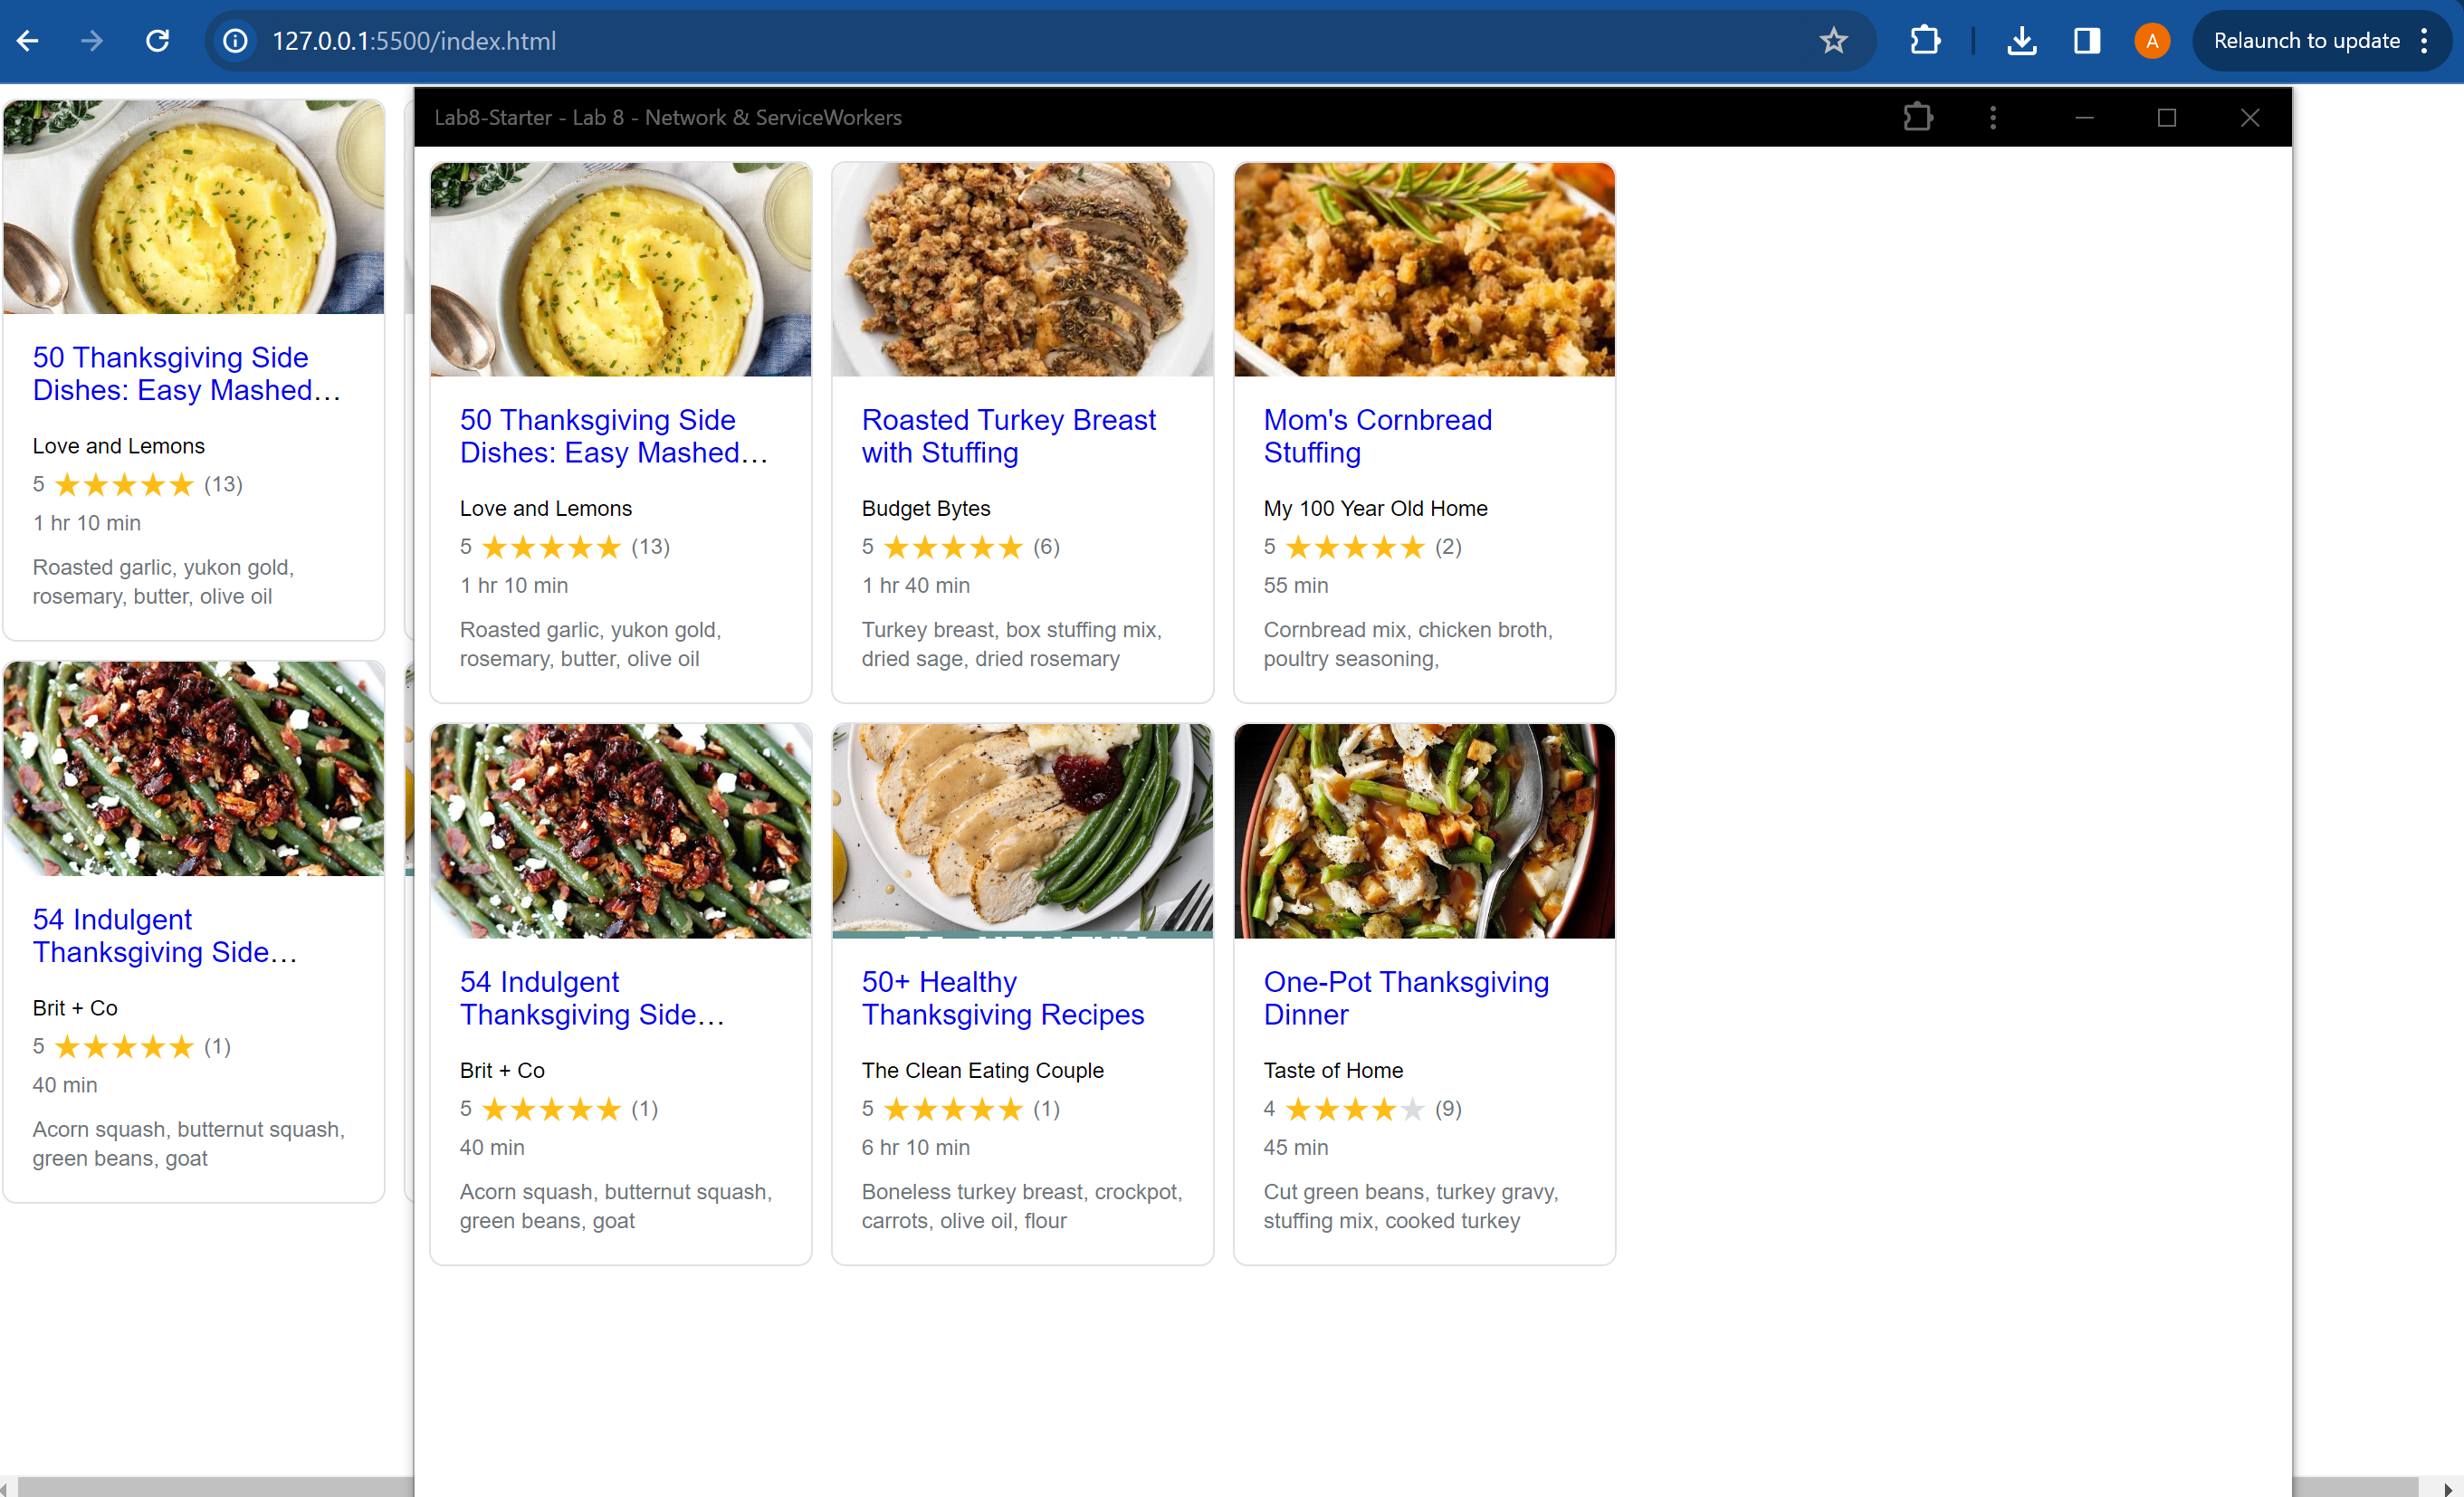 127.0.0.1:5500/index.html
A
Relaunch to update
50 Thanksgiving Side
Dishes: Easy Mashed...
Love and Lemons
5 ★★★★★ (13)
1 hr 10 min
Roasted garlic, yukon gold,
rosemary, butter, olive oil
54 Indulgent
Thanksgiving Side...
Brit + Co
5 ★★★★★ (1)
40 min
Acorn squash, butternut squash,
green beans, goat
Lab8-Starter - Lab 8 - Network & ServiceWorkers
50 Thanksgiving Side
Dishes: Easy Mashed...
Love and Lemons
5 ★★★★★ (13)
1 hr 10 min
Roasted garlic, yukon gold,
rosemary, butter, olive oil
Roasted Turkey Breast
with Stuffing
Budget Bytes
5 ★★★★★ (6)
1 hr 40 min
Turkey breast, box stuffing mix,
dried sage, dried rosemary
Mom's Cornbread
Stuffing
My 100 Year Old Home
5 ★★★★★ (2)
55 min
Cornbread mix, chicken broth,
poultry seasoning,
54 Indulgent
Thanksgiving Side...
Brit + Co
5 ★★★★★ (1)
40 min
Acorn squash, butternut squash,
green beans, goat
50+ Healthy
Thanksgiving Recipes
The Clean Eating Couple
5 ★★★★★ (1)
6 hr 10 min
Boneless turkey breast, crockpot,
carrots, olive oil, flour
One-Pot Thanksgiving
Dinner
Taste of Home
4 ★★★★★ (9)
45 min
Cut green beans, turkey gravy,
stuffing mix, cooked turkey